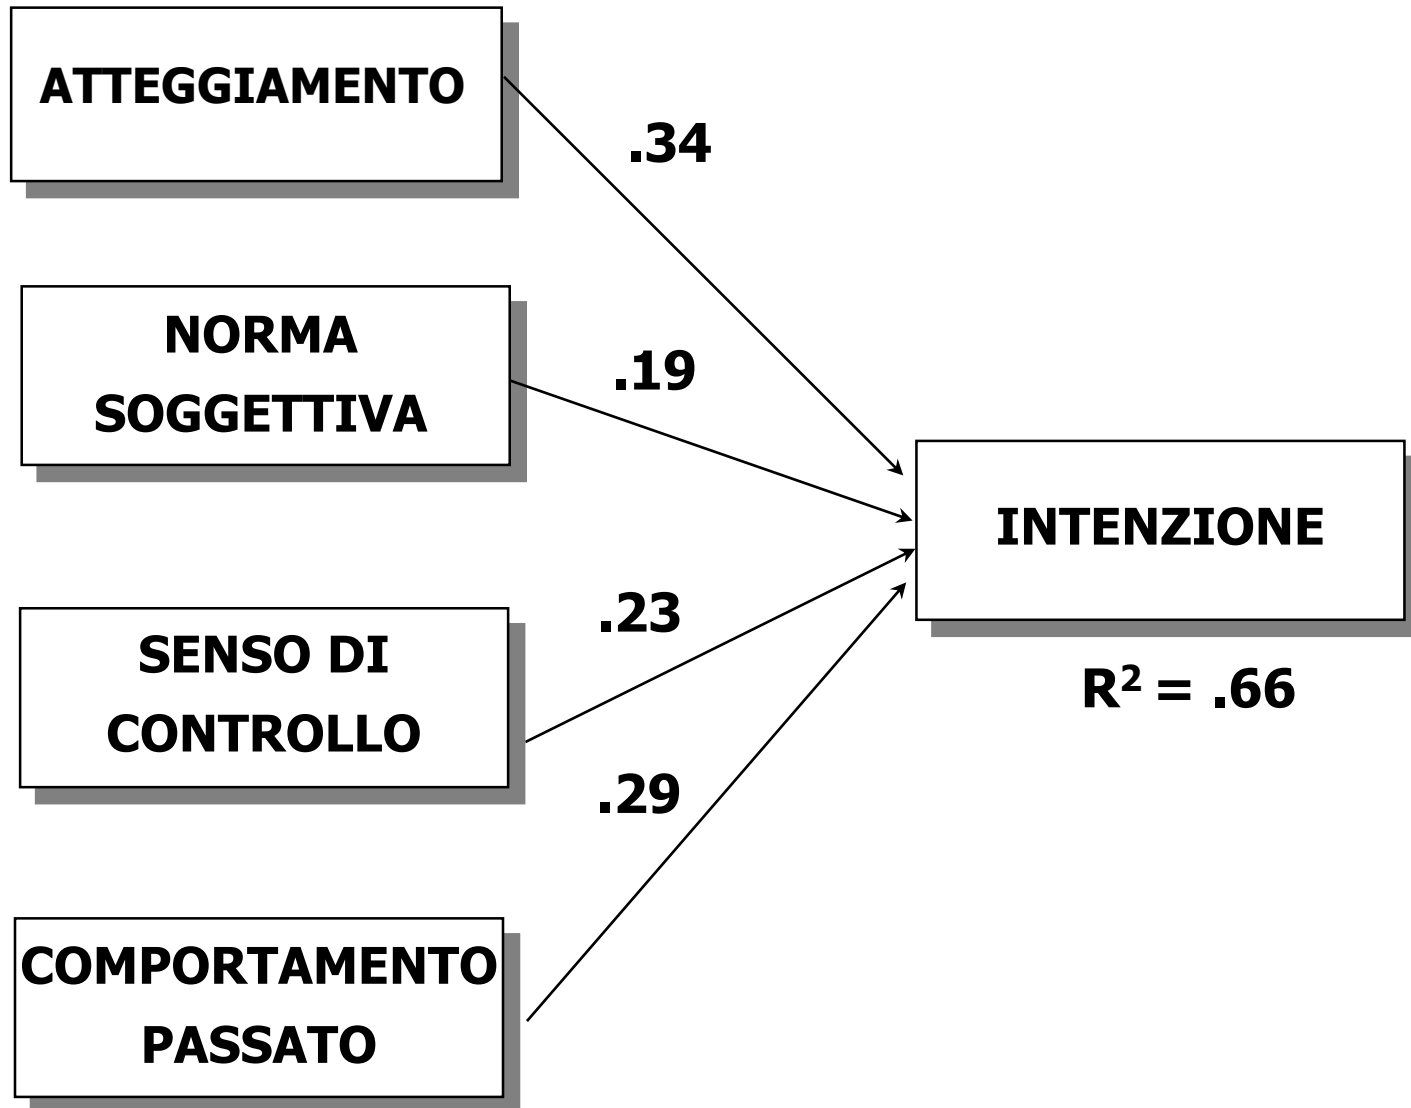 ATTEGGIAMENTO
.34
NORMA
SOGGETTIVA
.19
INTENZIONE
R² = .66
SENSO DI
CONTROLLO
.23
.29
COMPORTAMENTO
PASSATO